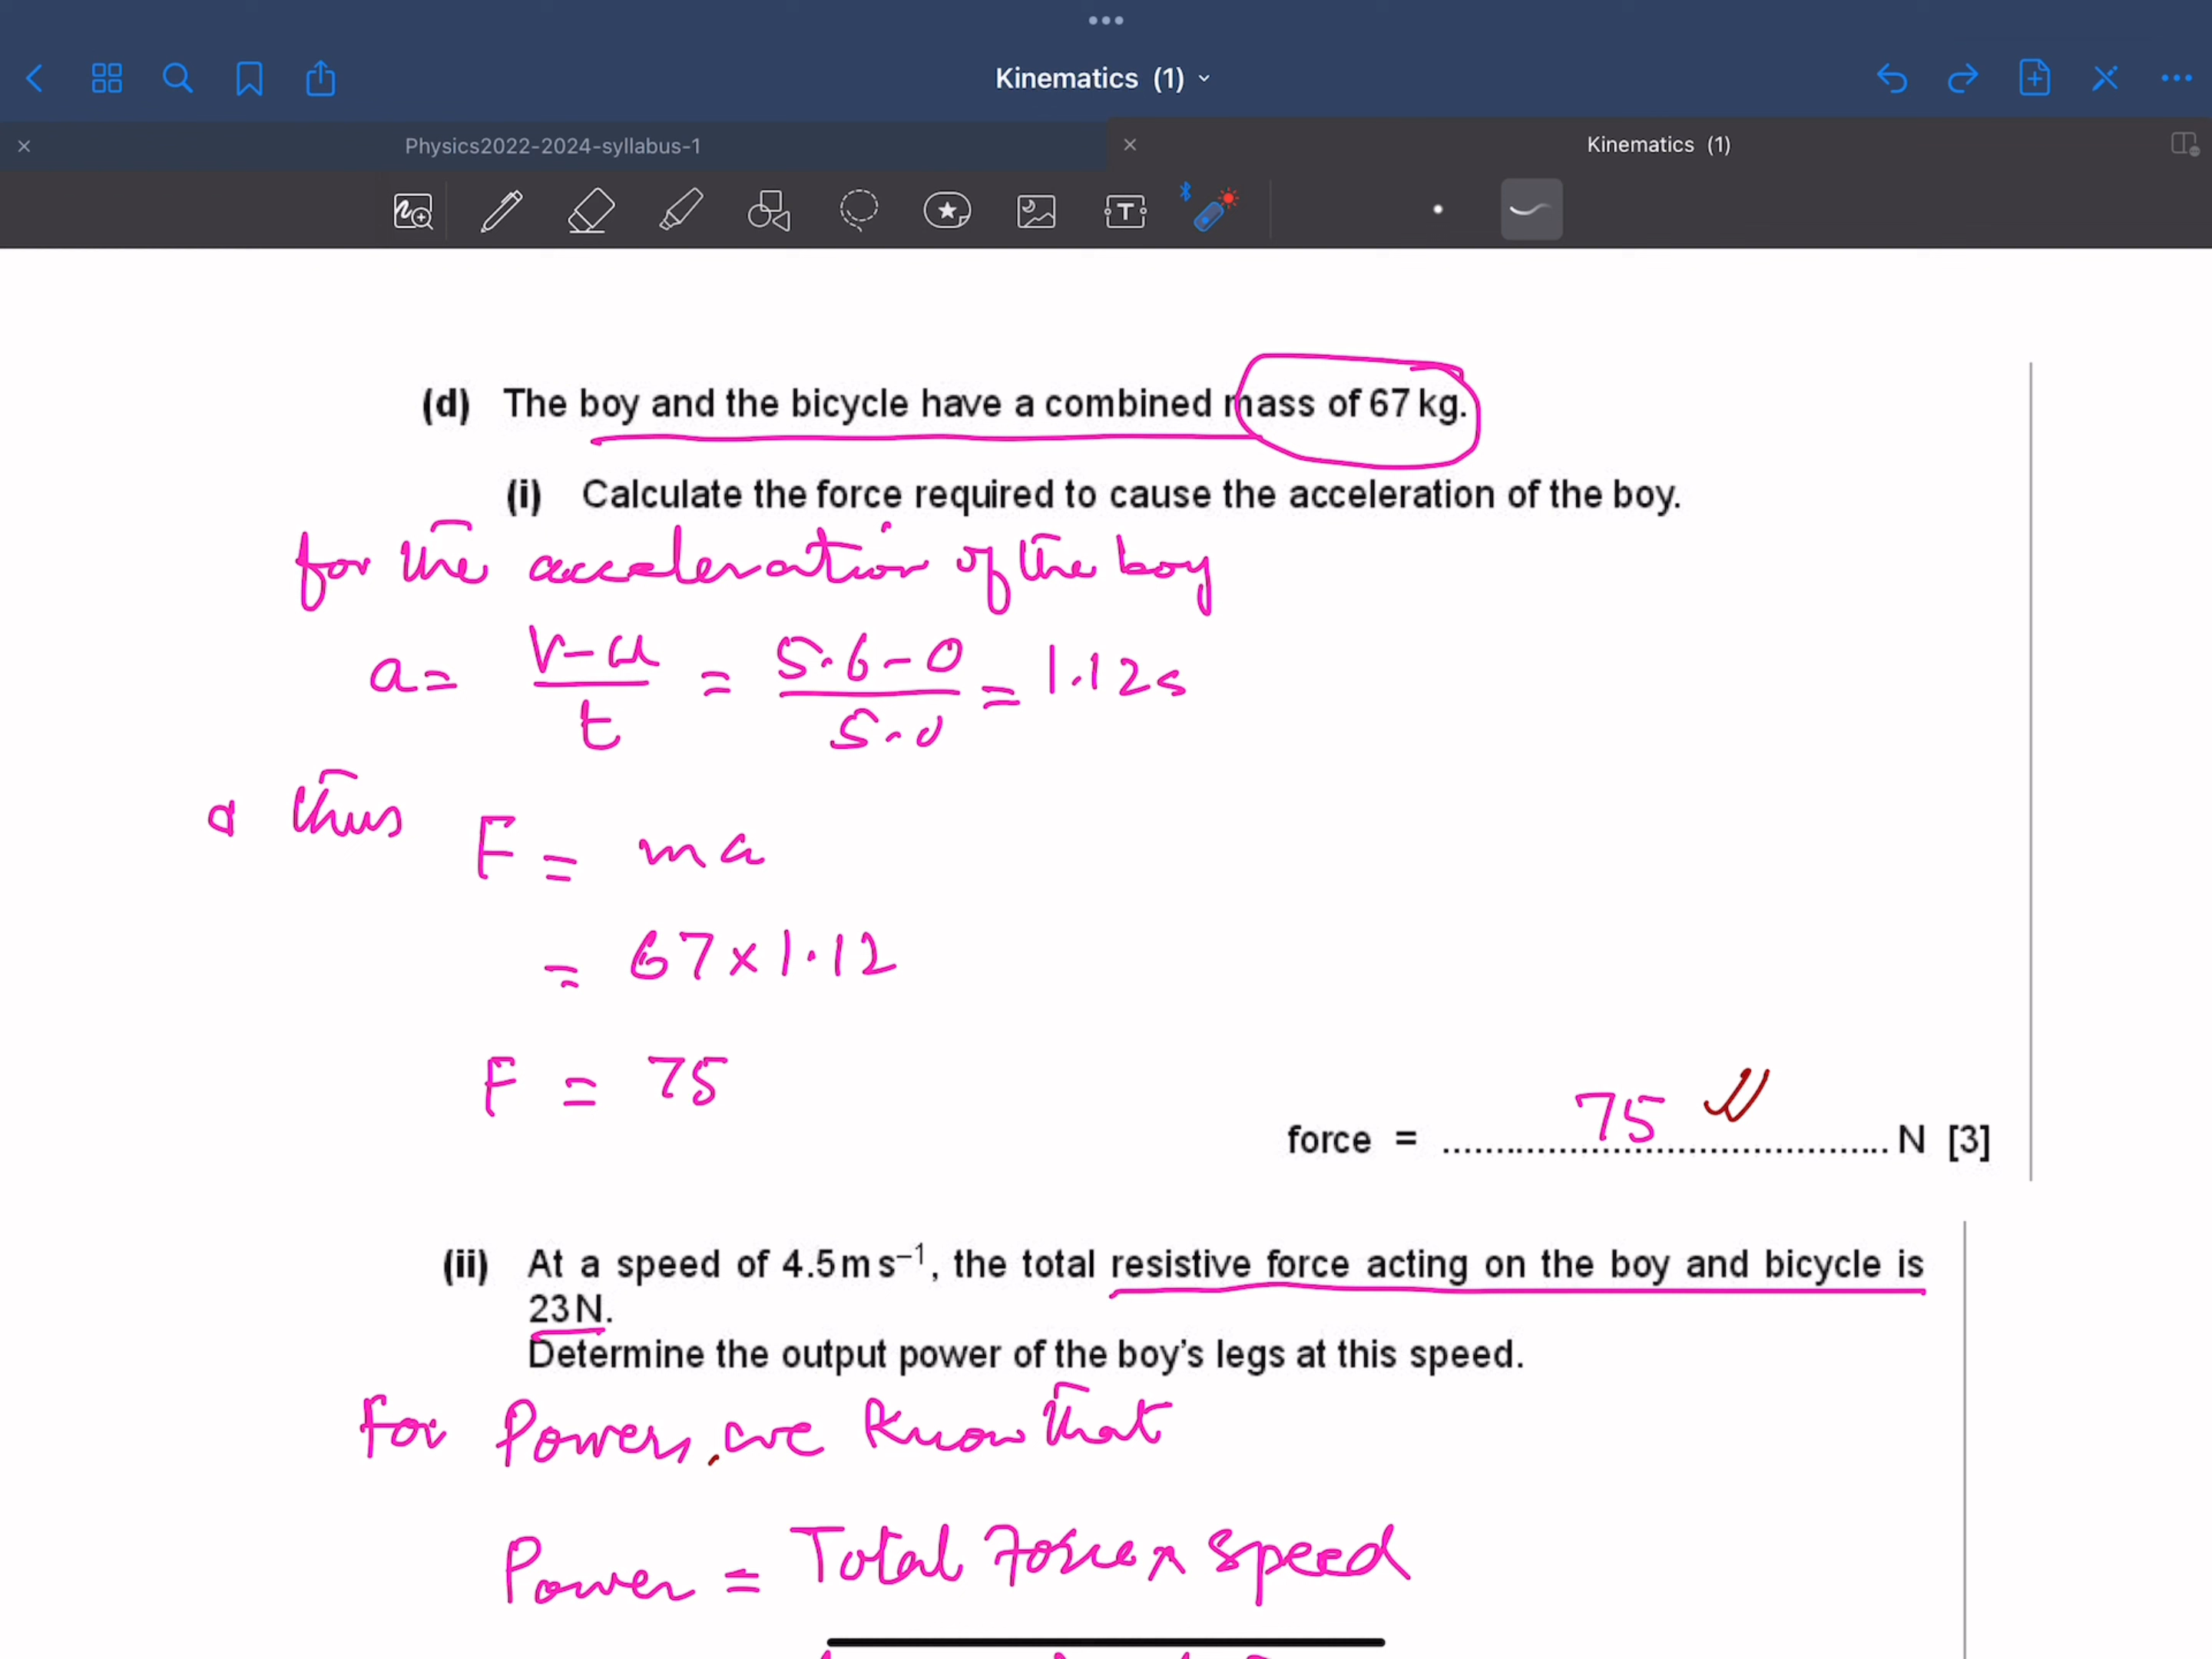 Kinematics (1)
Physics2022-2024-syllabus-1
Kinematics (1)
T
(d) The boy and the bicycle have a combined mass of 67 kg.
(i) Calculate the force required to cause the acceleration of the boy.
for the acceleration of the boy
a = v-u / t = 5.6-0 / 5.0 = 1.12s
thus F = ma
= 67×1.12
F = 75
force = 75 N [3]
(ii) At a speed of 4.5 m s⁻¹, the total resistive force acting on the boy and bicycle is
23 N.
Determine the output power of the boy's legs at this speed.
For Power, we know that
Power = Total Force × speed